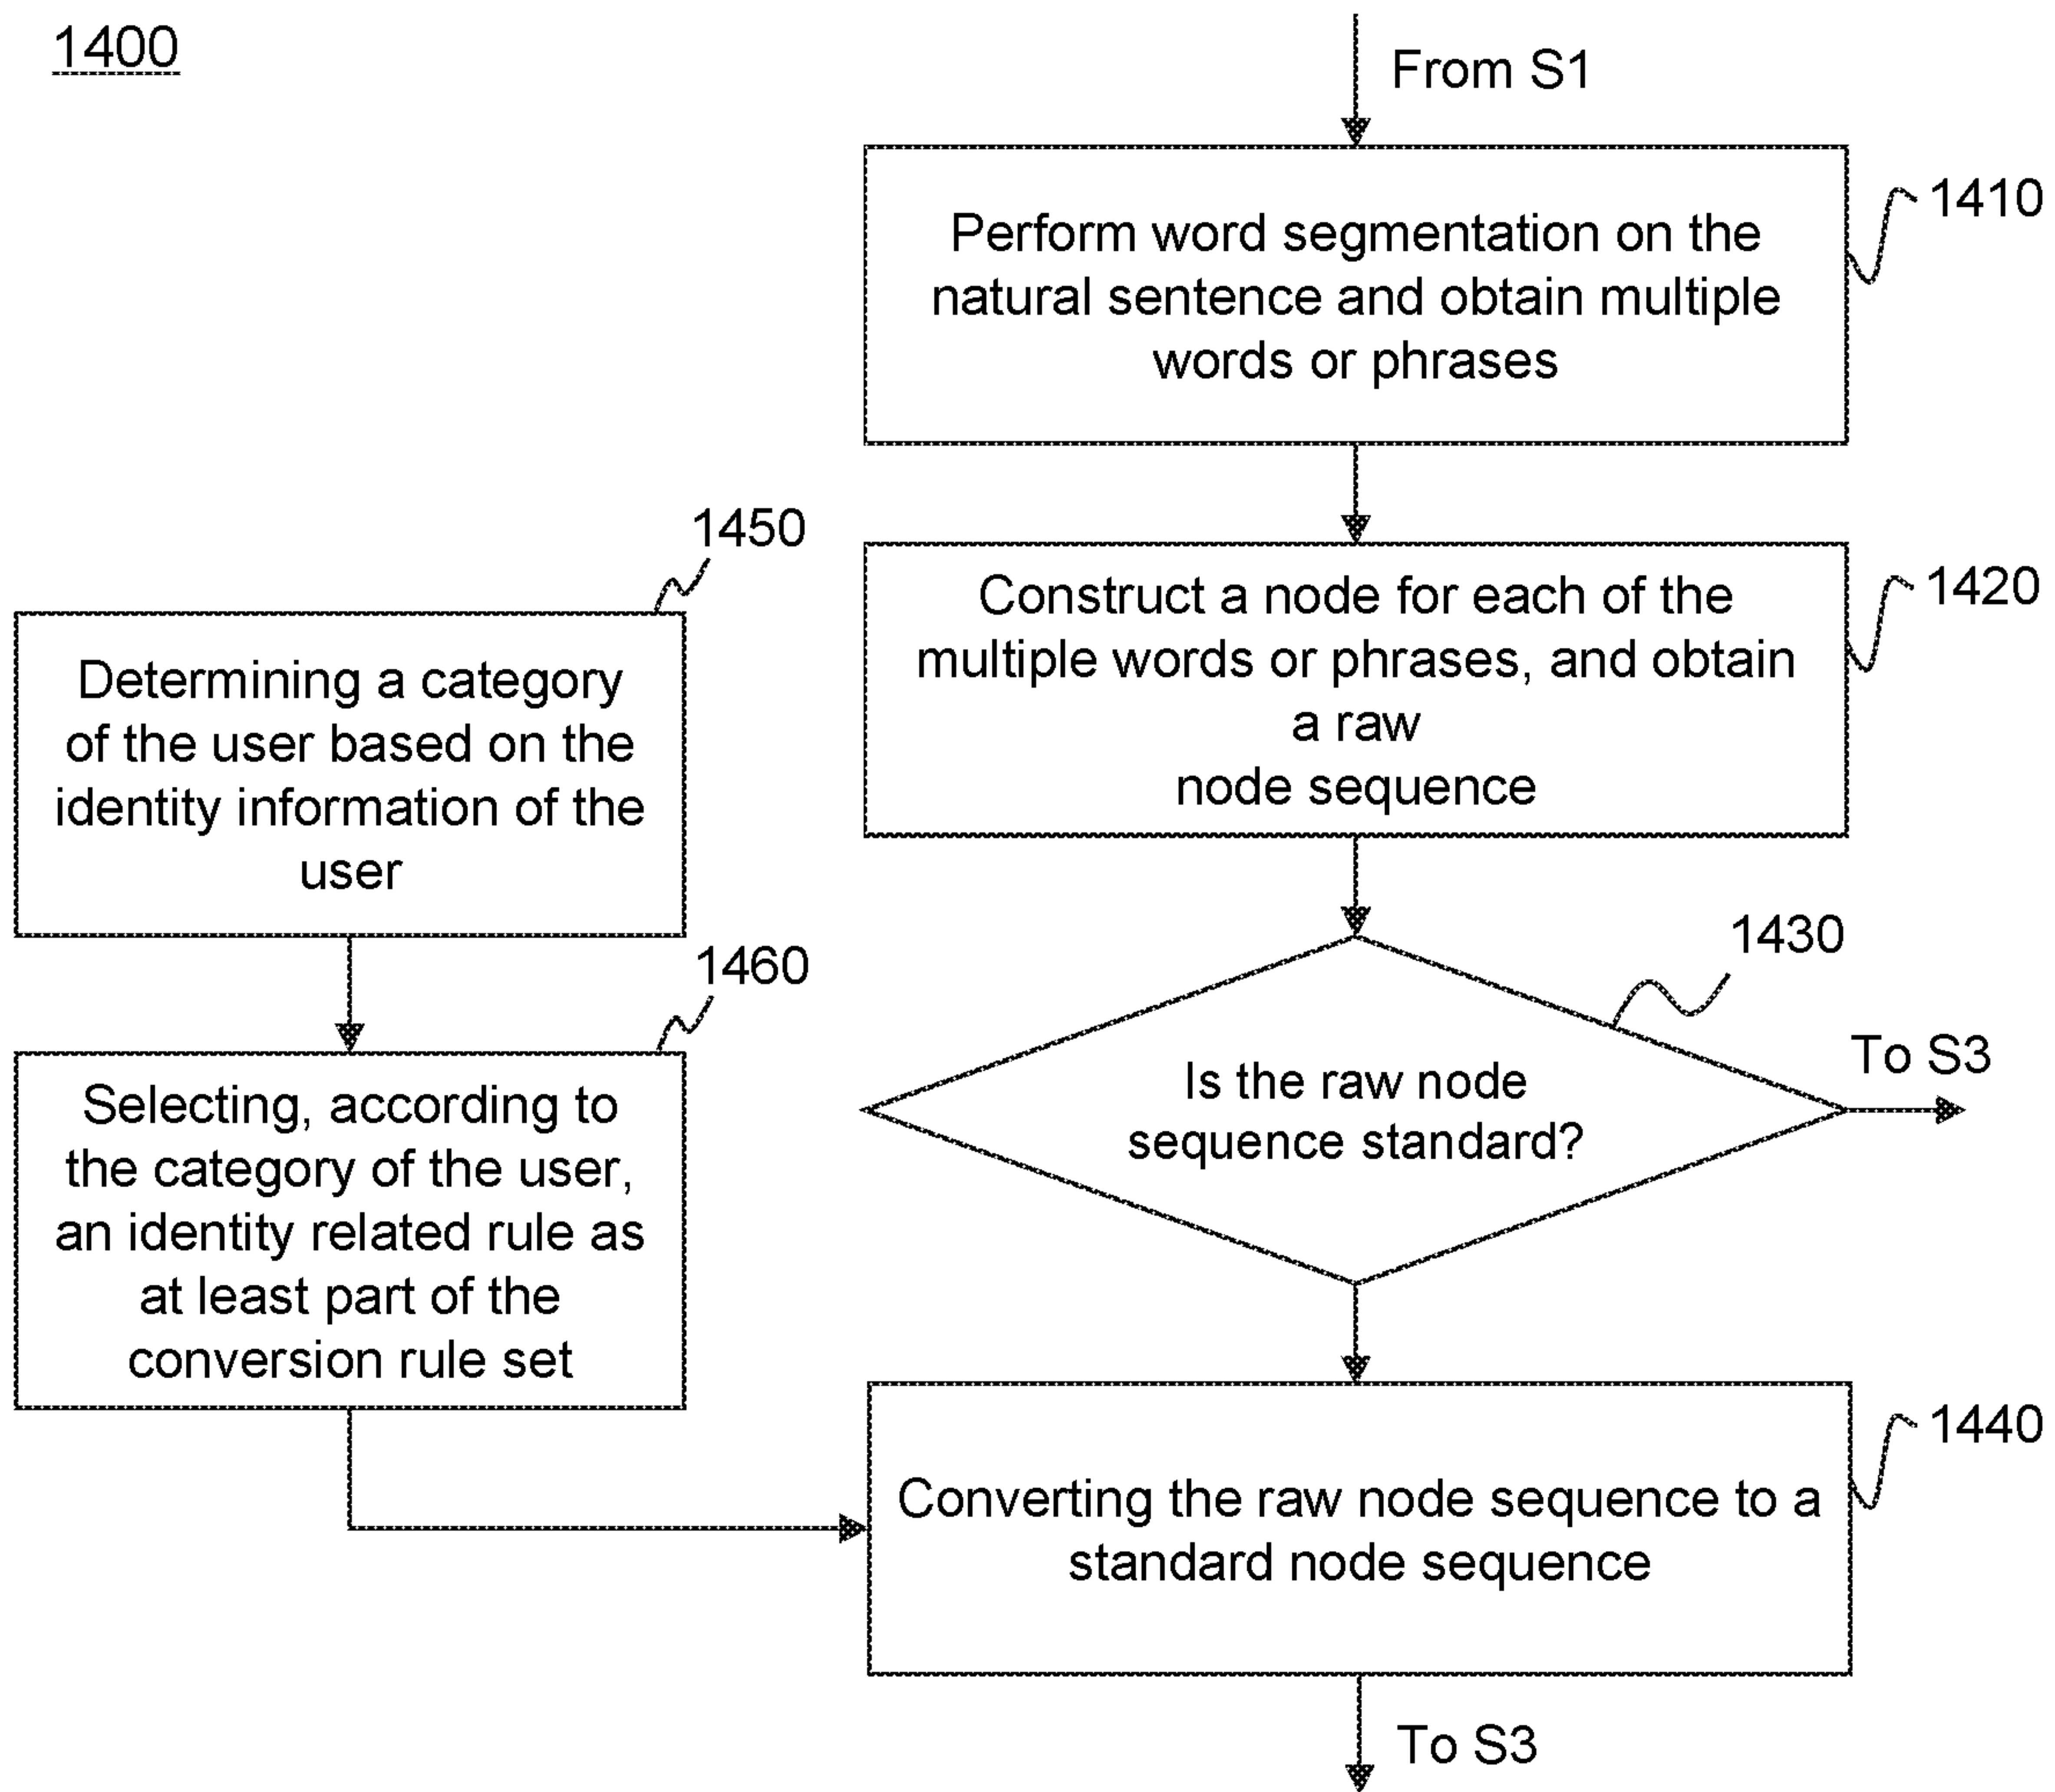 1400
From S1
1410
Perform word segmentation on the
natural sentence and obtain multiple
words or phrases
1450
1420
Construct a node for each of the
multiple words or phrases, and obtain
a raw
node sequence
Determining a category
of the user based on the
identity information of the
user
1430
1460
To S3
Is the raw node
sequence standard?
Selecting, according to
the category of the user,
an identity related rule as
at least part of the
conversion rule set
1440
Converting the raw node sequence to a
standard node sequence
To S3